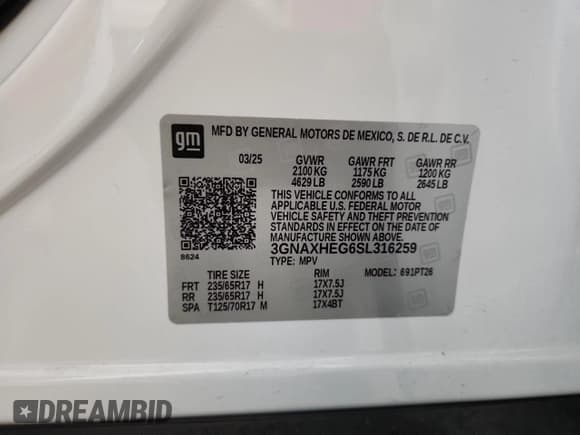 gm
MFD BY GENERAL MOTORS DE MEXICO, S. DE R.L. DE C.V.
03/25 GVWR GAWR FRT GAWR RR
2100 KG 1175 KG 1200 KG
4629 LB 2590 LB 2645 LB
THIS VEHICLE CONFORMS TO ALL
APPLICABLE U.S. FEDERAL MOTOR
VEHICLE SAFETY AND THEFT PREVENTION
STANDARDS IN EFFECT ON THE DATE OF
MANUFACTURE SHOWN ABOVE.
3GNAXHEG6SL316259
8624 TYPE: MPV MODEL: 691PT26
TIRE SIZE RIM
FRT 235/65R17 H 17X7.5J
RR 235/65R17 H 17X7.5J
SPA T125/70R17 M 17X4BT
DREAMBID